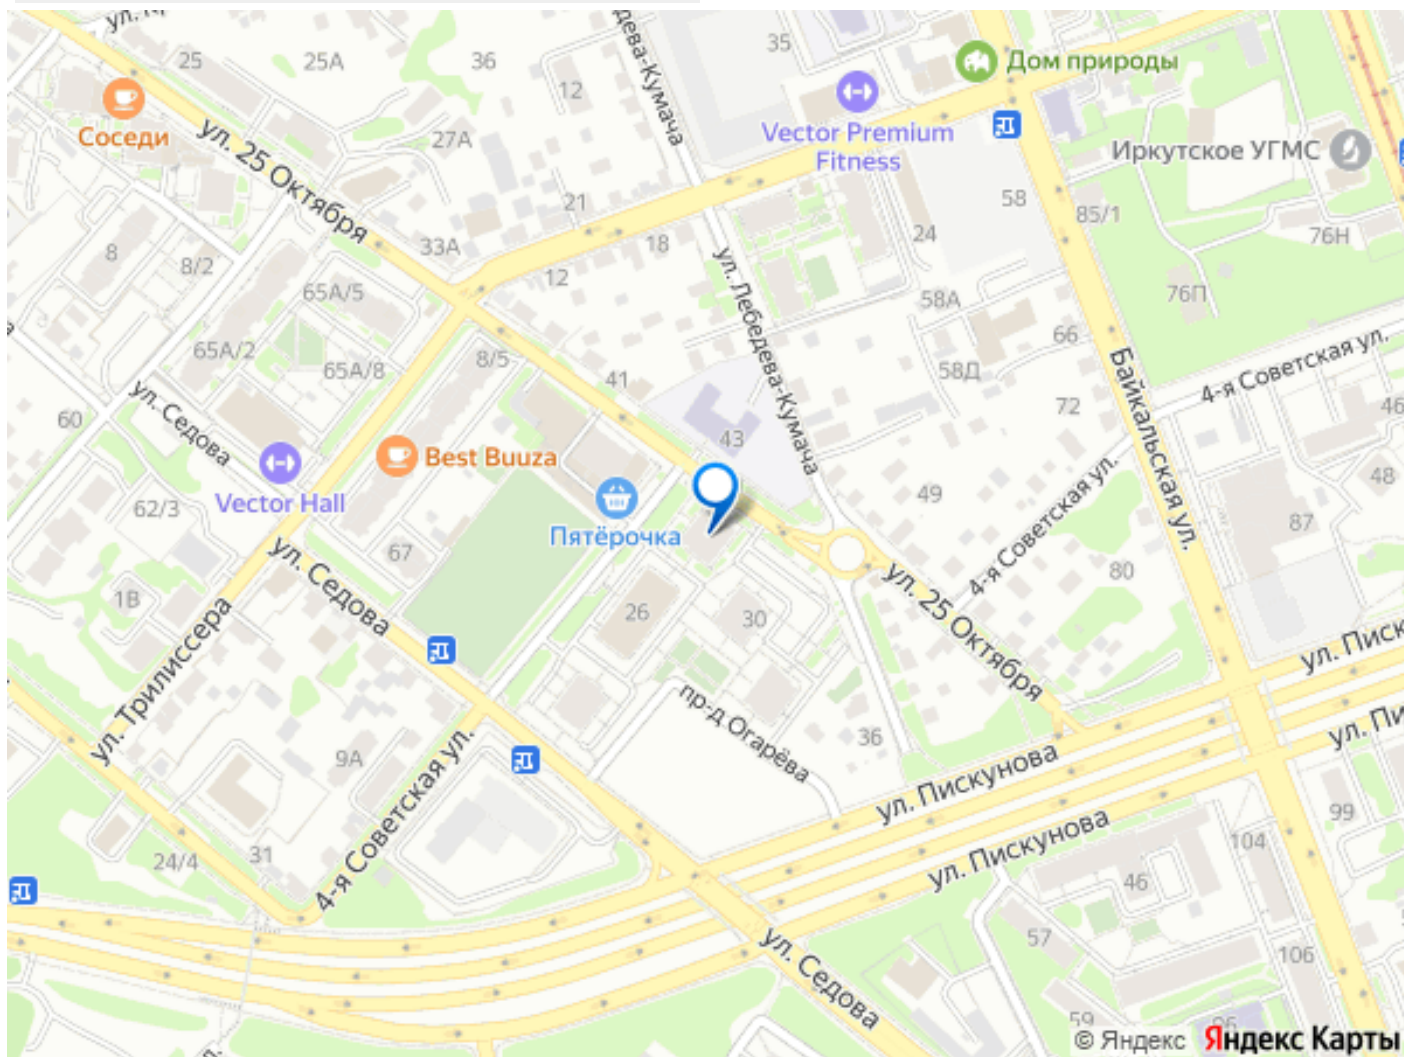 35
Дом природы
25
25А
36
12
Соседи
ул. 25 Октября
27А
Vector Premium
Fitness
Иркутское УГМС
21
58
85/1
33А
18
24
76Н
8
8/2
12
65А/5
58А
76П
ул. Лебедева-Кумача
66
65А/2
8/5
65А/8
41
58Д
4-я Советская ул.
Байкальская ул.
ул. Седова
60
72
46
43
Best Buuza
Vector Hall
62/3
49
48
Пятёрочка
87
67
4-я Советская ул.
80
1В
ул. Седова
26
30
ул. 25 Октября
ул. Трилиссера
пр-д Огарёва
36
9А
ул. Пискунова
99
4-я Советская ул.
24/4
31
ул. Пискунова
104
46
57
106
ул. Седова
59
© Яндекс Яндекс Карты